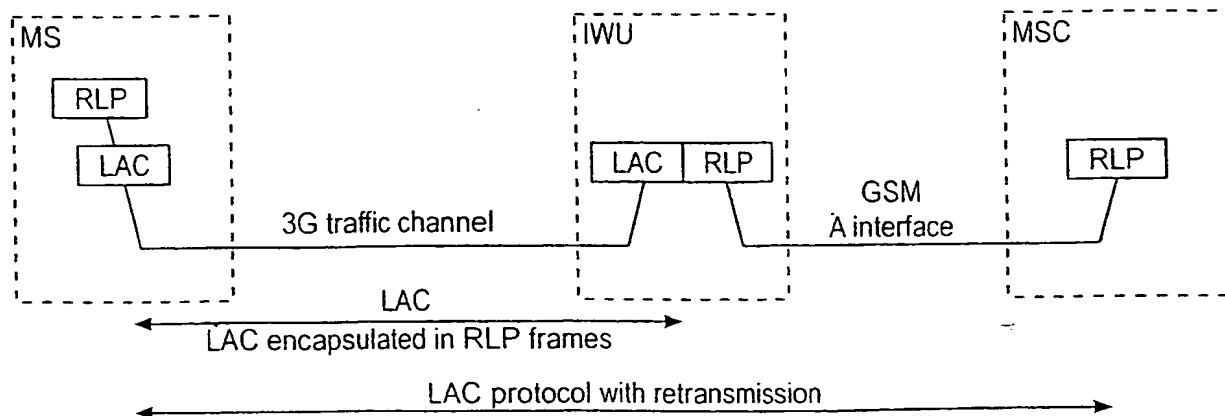 MS
IWU
MSC
RLP
LAC
LAC RLP
RLP
3G traffic channel
GSM
A interface
LAC
LAC encapsulated in RLP frames
LAC protocol with retransmission